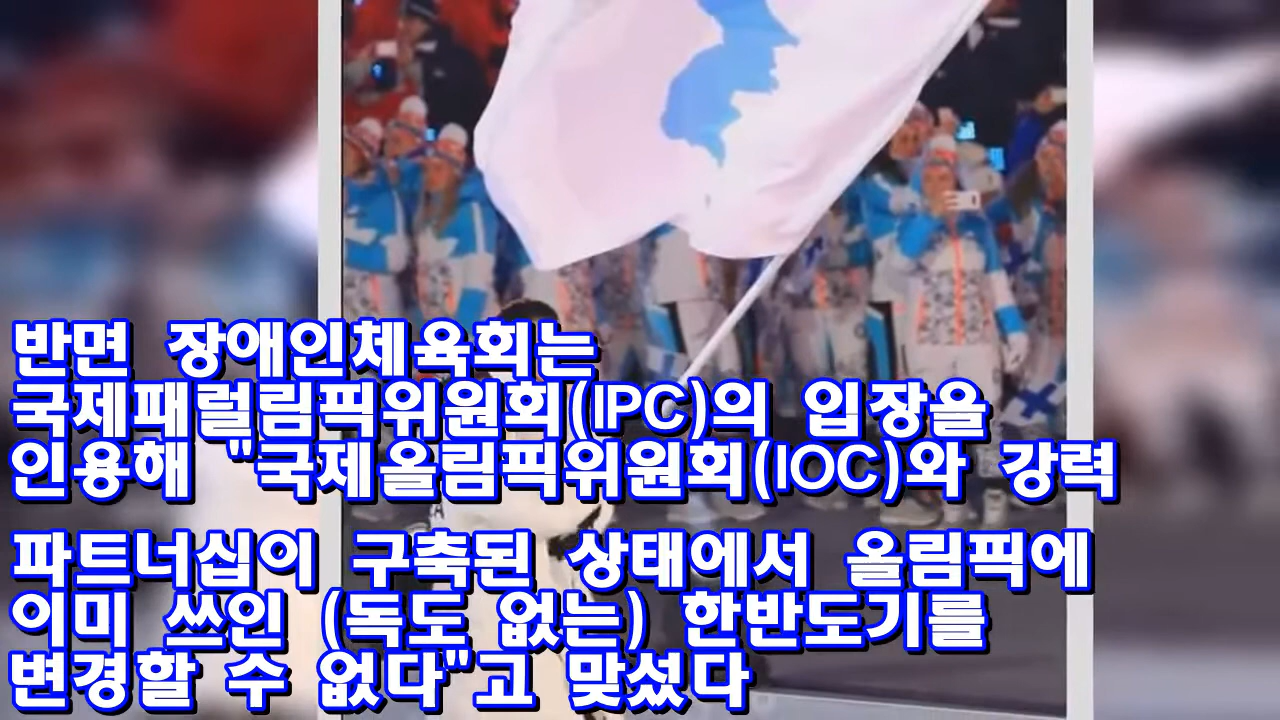 반면 장애인체육회는
국제패럴림픽위원회(IPC)의 입장을
인용해 "국제올림픽위원회(IOC)와 강력
파트너십이 구축된 상태에서 올림픽에
이미 쓰인 (독도 없는) 한반도기를
변경할 수 없다"고 맞섰다